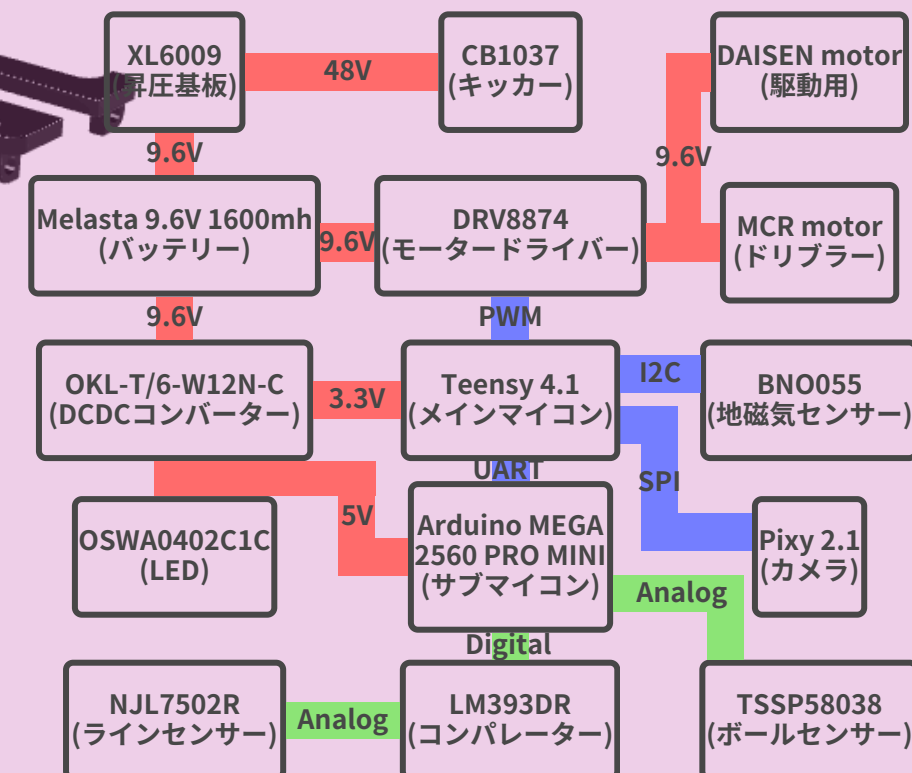 XL6009
(昇圧基板)
48V
CB1037
(キッカー)
DAISEN motor
(駆動用)
9.6V
9.6V
Melasta 9.6V 1600mh
(バッテリー)
9.6V
DRV8874
(モータードライバー)
MCR motor
(ドリブラー)
9.6V
PWM
OKL-T/6-W12N-C
(DCDCコンバーター)
3.3V
Teensy 4.1
(メインマイコン)
I2C
BNO055
(地磁気センサー)
UART
SPI
5V
OSWA0402C1C
(LED)
Arduino MEGA
2560 PRO MINI
(サブマイコン)
Pixy 2.1
(カメラ)
Analog
Digital
NJL7502R
(ラインセンサー)
Analog
LM393DR
(コンパレーター)
TSSP58038
(ボールセンサー)